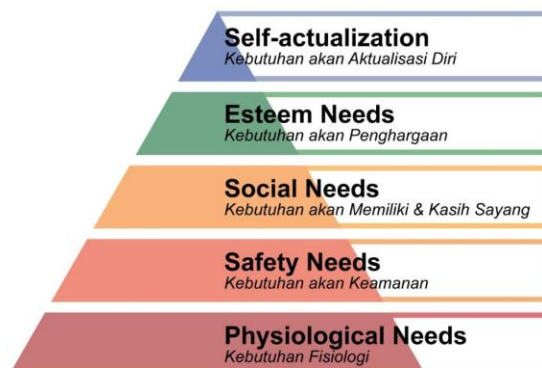 Self-actualization
Kebutuhan akan Aktualisasi Diri
Esteem Needs
Kebutuhan akan Penghargaan
Social Needs
Kebutuhan akan Memiliki & Kasih Sayang
Safety Needs
Kebutuhan akan Keamanan
Physiological Needs
Kebutuhan Fisiologi